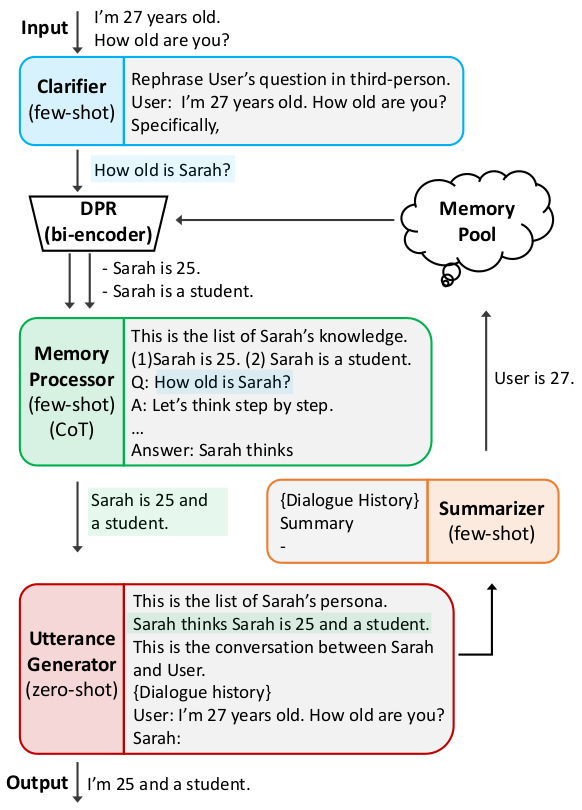 Input
I'm 27 years old.
How old are you?
Clarifier
(few-shot)
Rephrase User's question in third-person.
User:  I'm 27 years old. How old are you?
Specifically,
How old is Sarah?
DPR
(bi-encoder)
Memory
Pool
- Sarah is 25.
- Sarah is a student.
Memory
Processor
(few-shot)
(CoT)
This is the list of Sarah's knowledge.
(1)Sarah is 25. (2) Sarah is a student.
Q: How old is Sarah?
A: Let's think step by step.
...
Answer: Sarah thinks
User is 27.
Sarah is 25 and
a student.
{Dialogue History}
Summary
-
Summarizer
(few-shot)
Utterance
Generator
(zero-shot)
This is the list of Sarah's persona.
Sarah thinks Sarah is 25 and a student.
This is the conversation between Sarah
and User.
{Dialogue history}
User: I'm 27 years old. How old are you?
Sarah:
Output
I'm 25 and a student.